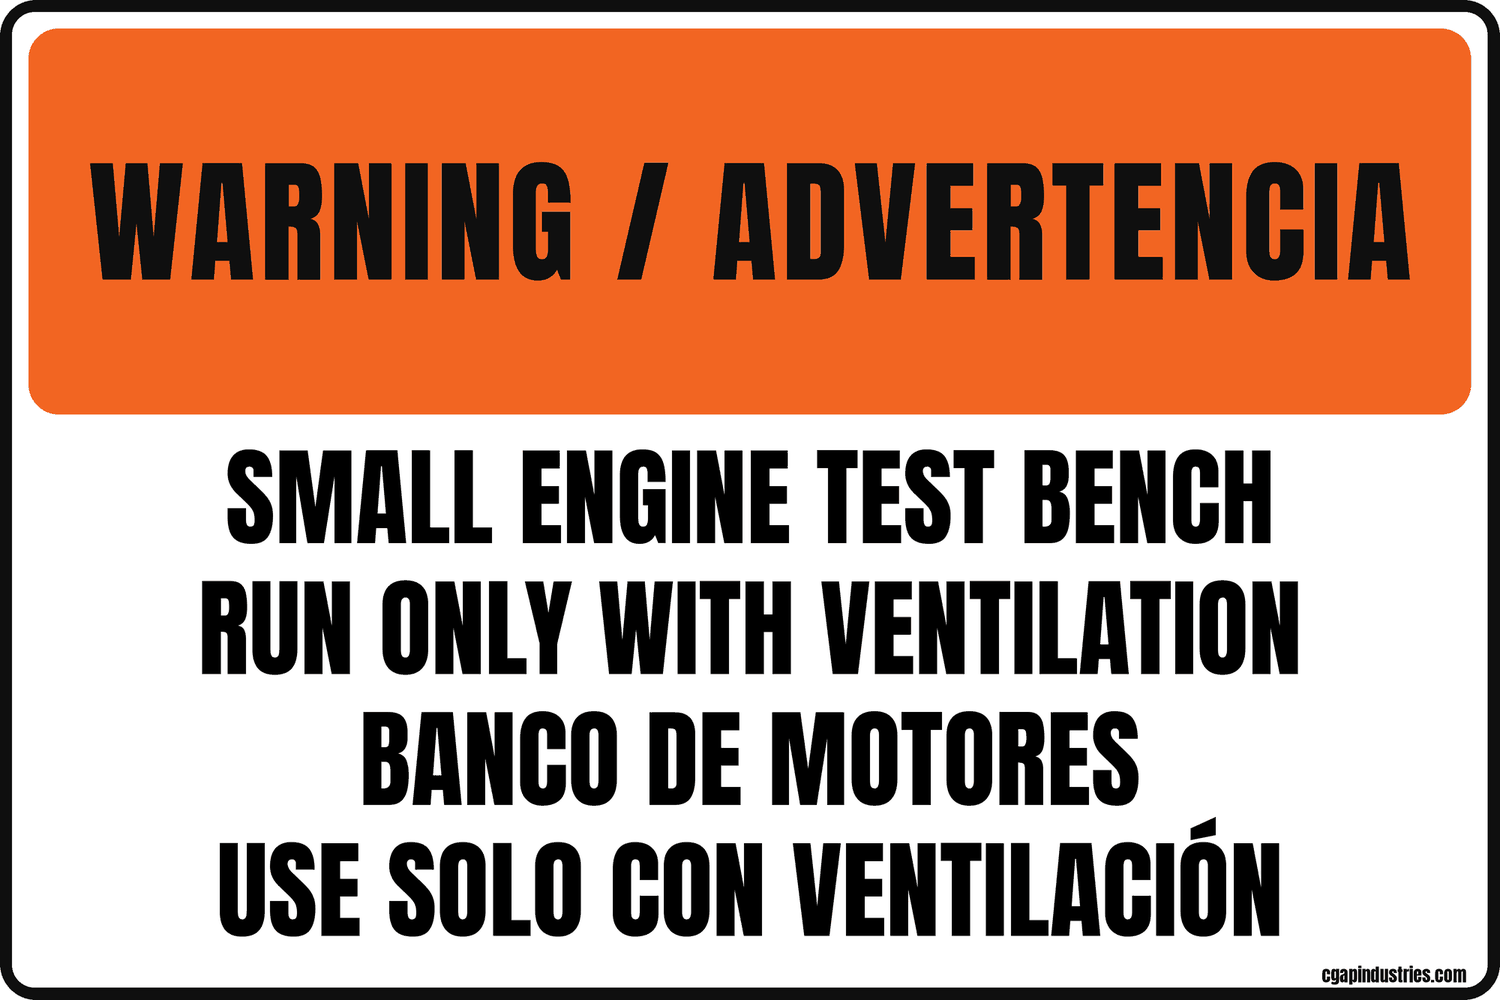 WARNING / ADVERTENCIA
SMALL ENGINE TEST BENCH
RUN ONLY WITH VENTILATION
BANCO DE MOTORES
USE SOLO CON VENTILACIÓN
cgapindustries.com